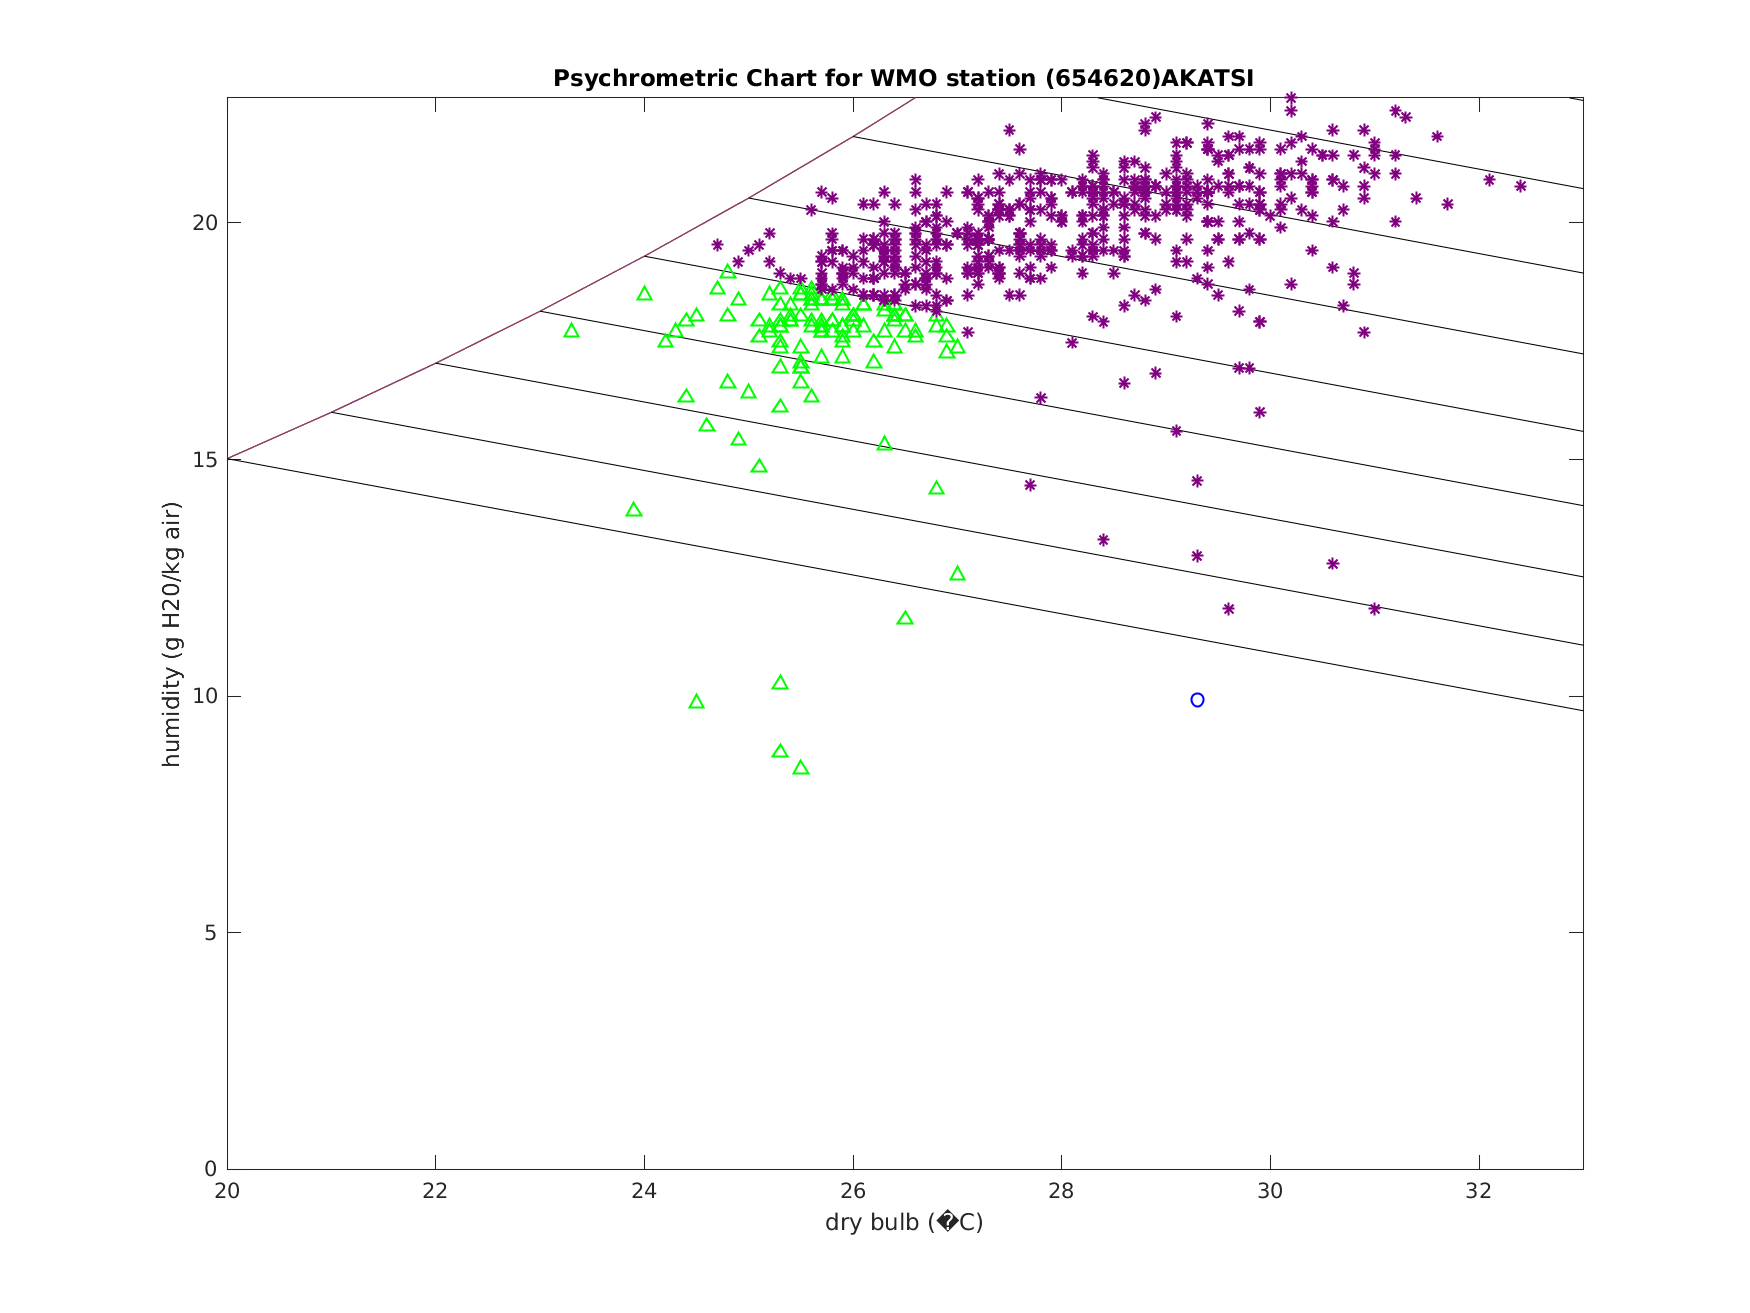 Psychrometric Chart for WMO station (654620)AKATSI
humidity (g H20/kg air)
20
15
10
5
0
20 22 24 26 28 30 32
dry bulb (�C)